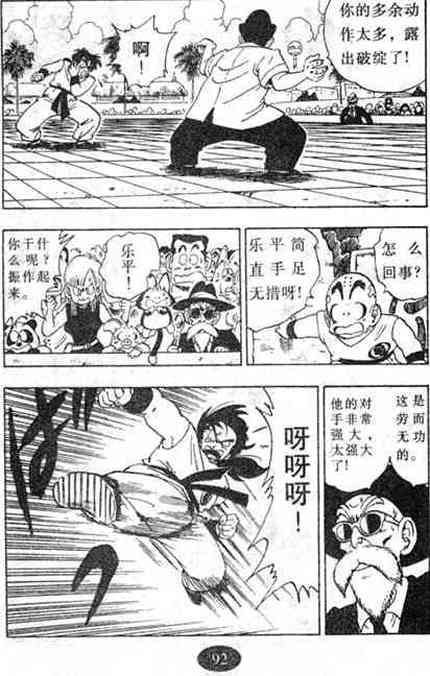 你的多余动
作太多，露
出破绽了！
啊！
怎么
回事？
乐平简
直手足
无措呀！
乐平！
你干什
么呢？
振作起
来。
这是
劳而
无功
的。
他的对
手非常
强大，
太强大
了！
呀呀呀！
ばっ
92